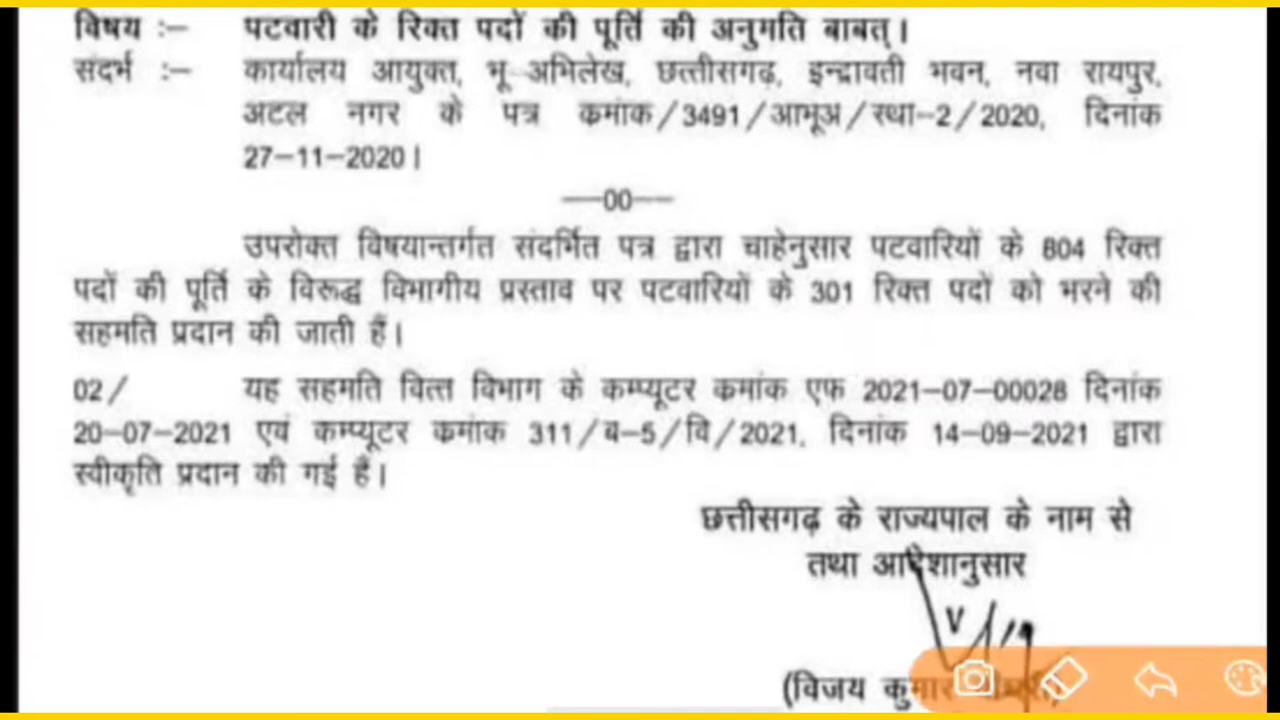 विषय :– पटवारी के रिक्त पदों की पूर्ति की अनुमति बाबत्।
संदर्भ :– कार्यालय आयुक्त, भू–अभिलेख, छत्तीसगढ़, इन्द्रावती भवन, नवा रायपुर,
अटल नगर के पत्र कमांक/3491/आभूअ/स्था–2/2020, दिनांक
27–11–2020।
—00—
उपरोक्त विषयान्तर्गत संदर्भित पत्र द्वारा चाहेनुसार पटवारियों के 804 रिक्त
पदों की पूर्ति के विरूद्ध विभागीय प्रस्ताव पर पटवारियों के 301 रिक्त पदों को भरने की
सहमति प्रदान की जाती हैं।
02/ यह सहमति वित्त विभाग के कम्प्यूटर कमांक एफ 2021–07–00028 दिनांक
20–07–2021 एवं कम्प्यूटर कमांक 311/ब–5/वि/2021, दिनांक 14–09–2021 द्वारा
स्वीकृति प्रदान की गई हैं।
छत्तीसगढ़ के राज्यपाल के नाम से
तथा आदेशानुसार
(विजय कुमार